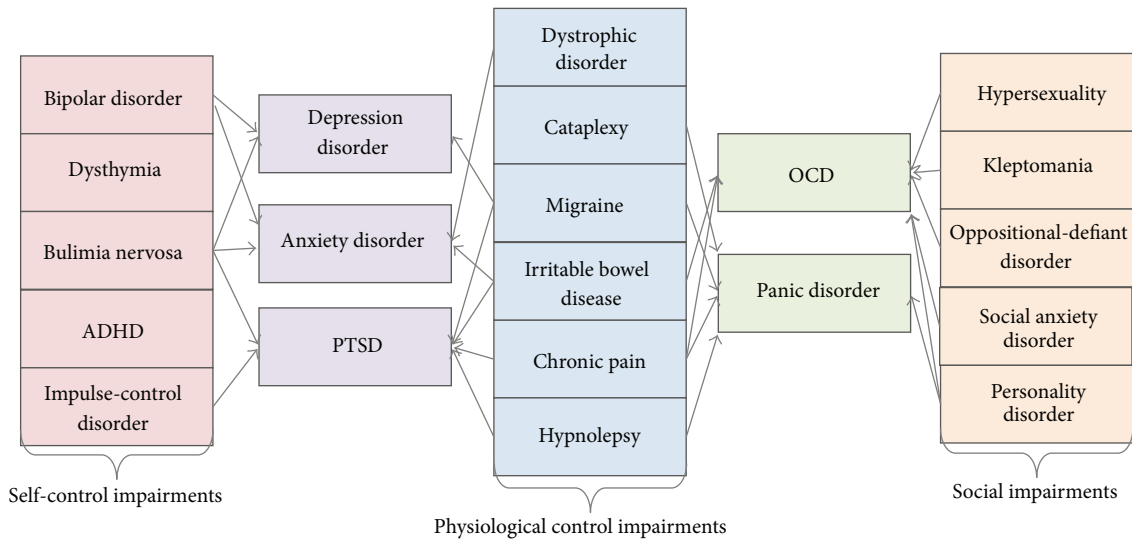 Bipolar disorder
Dysthymia
Bulimia nervosa
ADHD
Impulse-control
disorder
Self-control impairments
Depression
disorder
Anxiety disorder
PTSD
Dystrophic
disorder
Cataplexy
Migraine
Irritable bowel
disease
Chronic pain
Hypnolepsy
Physiological control impairments
OCD
Panic disorder
Hypersexuality
Kleptomania
Oppositional-defiant
disorder
Social anxiety
disorder
Personality
disorder
Social impairments